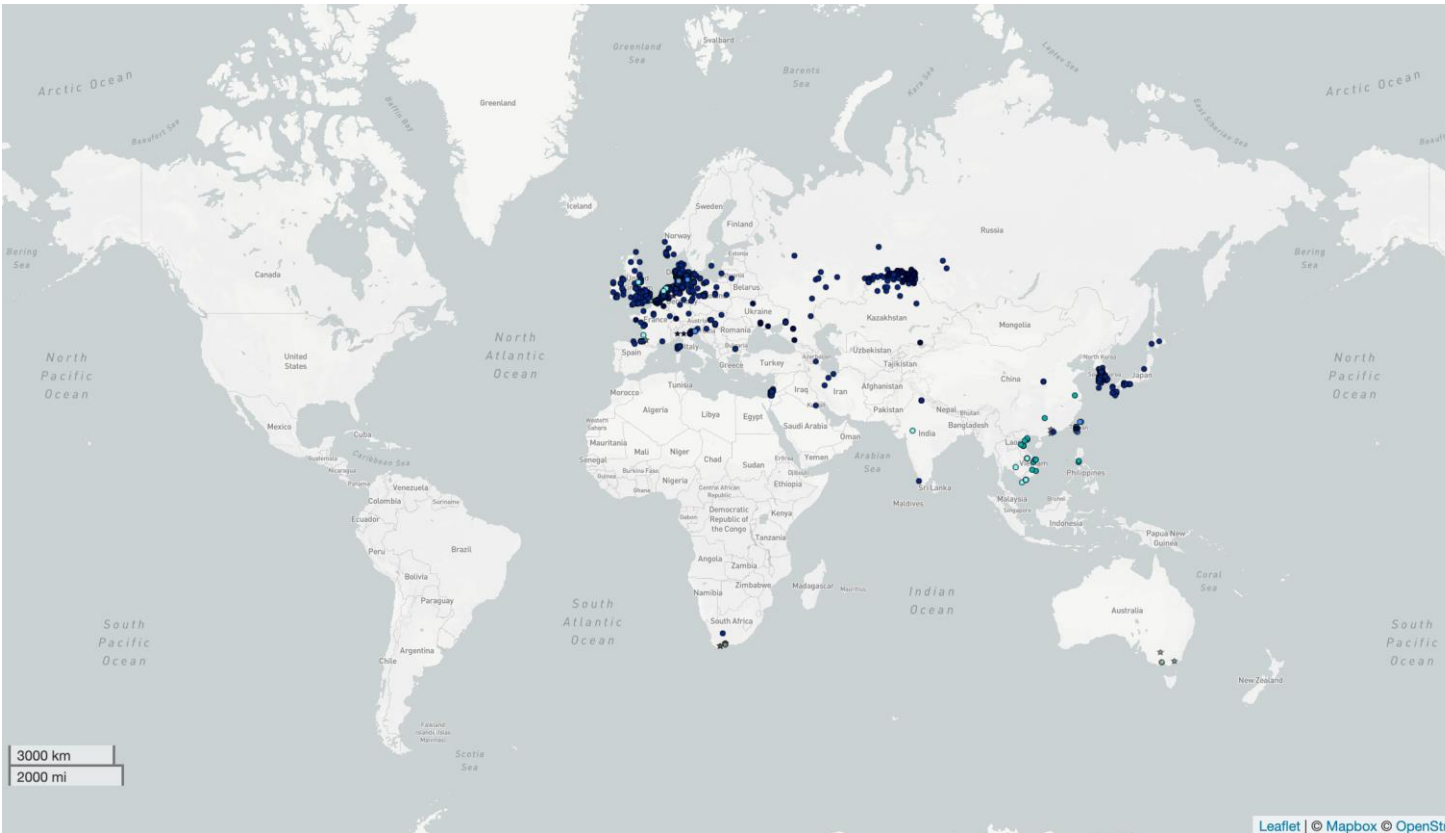 Greenland
Sea
Svalbard
Barents
Sea
Kara Sea
Laptev Sea
East Siberian Sea
Arctic Ocean
Arctic Ocean
Beaufort Sea
Baffin Bay
Greenland
Iceland
Sweden
Finland
Norway
Estonia
Russia
Bering
Sea
Bering
Sea
Canada
Belarus
Ukraine
Kazakhstan
Mongolia
France
Romania
Italy
Spain
Greece
Turkey
Uzbekistan
Tajikistan
North Korea
Japan
China
North
Pacific
Ocean
United
States
North
Atlantic
Ocean
North
Pacific
Ocean
Morocco
Tunisia
Algeria
Libya
Egypt
Iraq
Iran
Afghanistan
Pakistan
Nepal
Bhutan
Bangladesh
India
Western
Sahara
Saudi Arabia
Oman
Mexico
Cuba
Caribbean Sea
Guatemala
Nicaragua
Panama
Venezuela
Colombia
Suriname
Ecuador
Mauritania
Mali
Niger
Chad
Sudan
Eritrea
Yemen
Djibouti
Senegal
Burkina Faso
Guinea
Ghana
Nigeria
Central African
Republic
Ethiopia
Arabian
Sea
Sri Lanka
Maldives
Philippines
Malaysia
Brunei
Singapore
Indonesia
Papua New
Guinea
Gabon
Democratic
Republic of
the Congo
Kenya
Tanzania
Angola
Zambia
Zimbabwe
Namibia
Madagascar
Mauritius
South Africa
Peru
Brazil
Bolivia
Paraguay
Argentina
Chile
South
Pacific
Ocean
South
Atlantic
Ocean
Indian
Ocean
Coral
Sea
Australia
New Zealand
South
Pacific
Ocean
Falkland
Islands (Islas
Malvinas)
Scotia
Sea
3000 km
2000 mi
Leaflet | © Mapbox © OpenStr